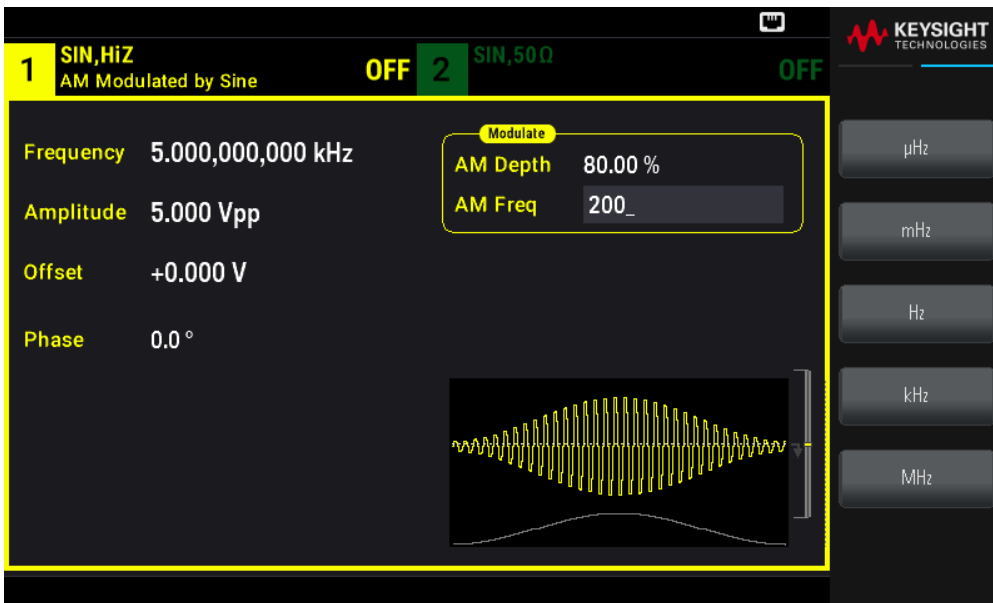 KEYSIGHT
TECHNOLOGIES
1 SIN,HiZ
AM Modulated by Sine OFF
2 SIN,50Ω
OFF
Modulate
Frequency 5.000,000,000 kHz
AM Depth 80.00 %
Amplitude 5.000 Vpp
AM Freq 200_
Offset +0.000 V
Phase 0.0 °
µHz
mHz
Hz
kHz
MHz